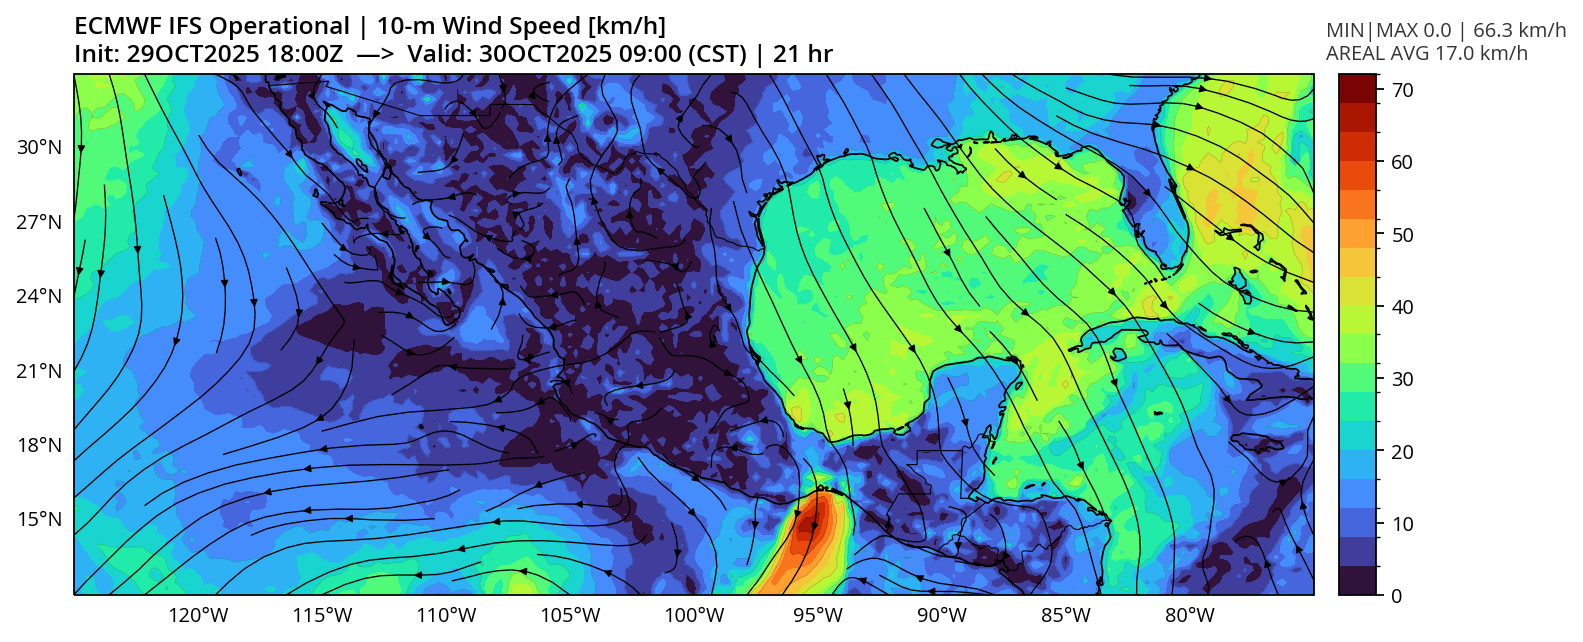 ECMWF IFS Operational | 10-m Wind Speed [km/h]
Init: 29OCT2025 18:00Z —> Valid: 30OCT2025 09:00 (CST) | 21 hr
MIN|MAX 0.0 | 66.3 km/h
AREAL AVG 17.0 km/h
30°N
27°N
24°N
21°N
18°N
15°N
120°W 115°W 110°W 105°W 100°W 95°W 90°W 85°W 80°W
70
60
50
40
30
20
10
0